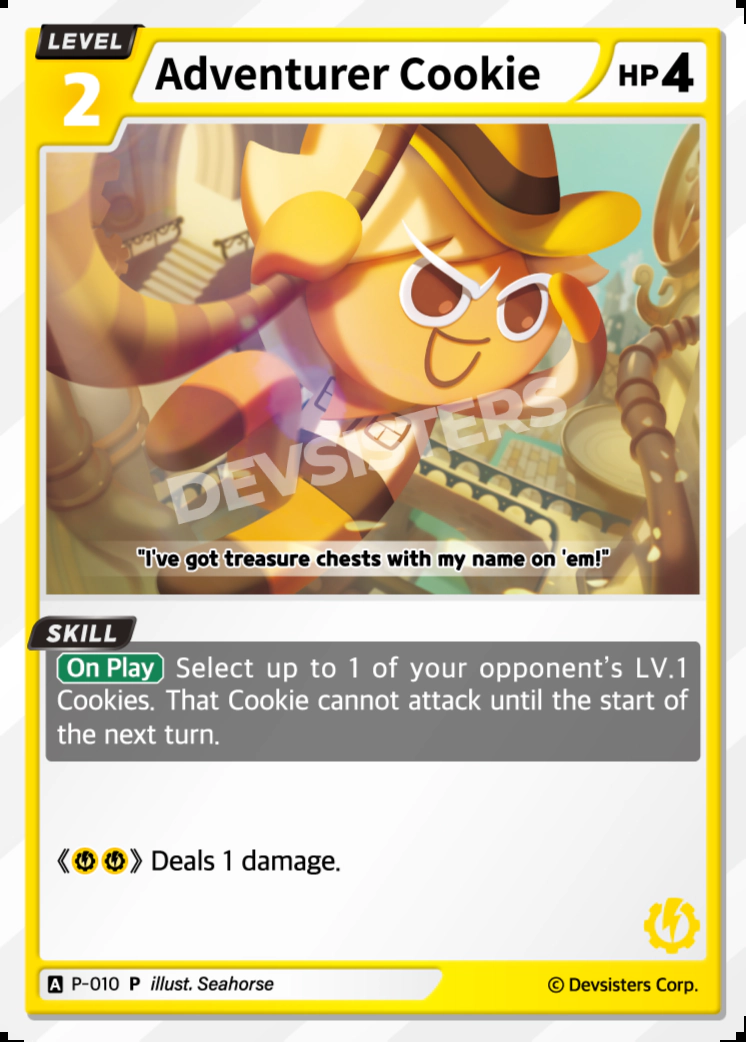 LEVEL
2
Adventurer Cookie
HP4
DEVSISTERS
"I've got treasure chests with my name on 'em!"
SKILL
On Play Select up to 1 of your opponent's LV.1
Cookies. That Cookie cannot attack until the start of
the next turn.
《 》 Deals 1 damage.
A P-010 P illust. Seahorse
© Devsisters Corp.